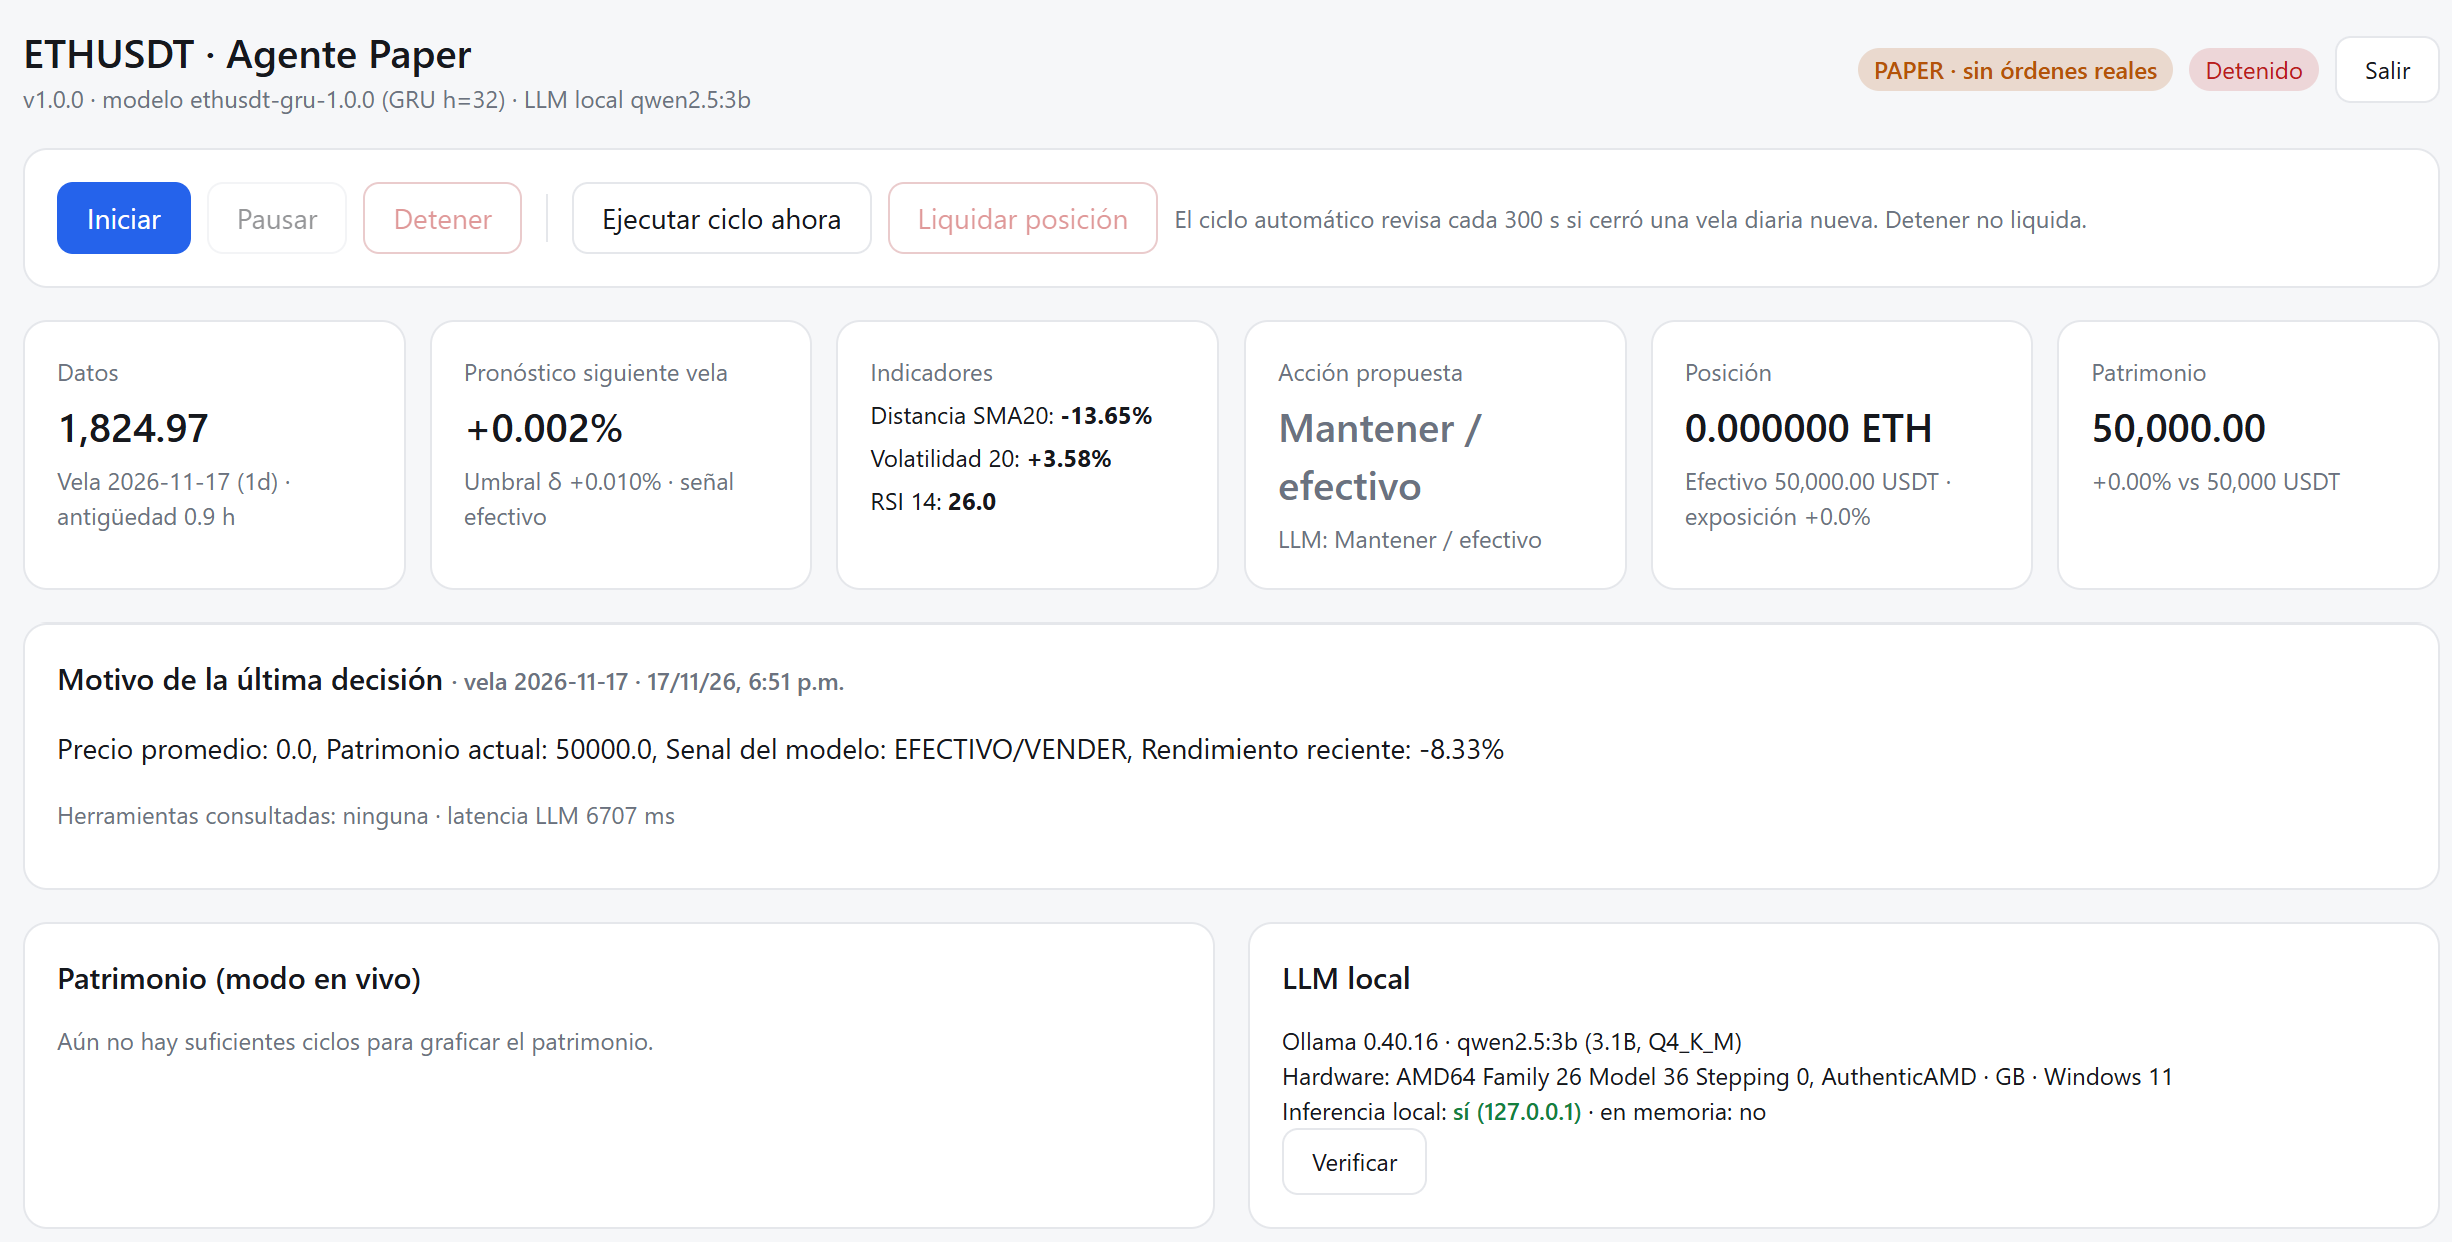 ETHUSDT · Agente Paper
v1.0.0 · modelo ethusdt-gru-1.0.0 (GRU h=32) · LLM local qwen2.5:3b
PAPER · sin órdenes reales
Detenido
Salir
Iniciar
Pausar
Detener
Ejecutar ciclo ahora
Liquidar posición
El ciclo automático revisa cada 300 s si cerró una vela diaria nueva. Detener no liquida.
Datos
1,824.97
Vela 2026-11-17 (1d) ·
antigüedad 0.9 h
Pronóstico siguiente vela
+0.002%
Umbral δ +0.010% · señal
efectivo
Indicadores
Distancia SMA20: -13.65%
Volatilidad 20: +3.58%
RSI 14: 26.0
Acción propuesta
Mantener /
efectivo
LLM: Mantener / efectivo
Posición
0.000000 ETH
Efectivo 50,000.00 USDT ·
exposición +0.0%
Patrimonio
50,000.00
+0.00% vs 50,000 USDT
Motivo de la última decisión · vela 2026-11-17 · 17/11/26, 6:51 p.m.
Precio promedio: 0.0, Patrimonio actual: 50000.0, Senal del modelo: EFECTIVO/VENDER, Rendimiento reciente: -8.33%
Herramientas consultadas: ninguna · latencia LLM 6707 ms
Patrimonio (modo en vivo)
Aún no hay suficientes ciclos para graficar el patrimonio.
LLM local
Ollama 0.40.16 · qwen2.5:3b (3.1B, Q4_K_M)
Hardware: AMD64 Family 26 Model 36 Stepping 0, AuthenticAMD · GB · Windows 11
Inferencia local: sí (127.0.0.1) · en memoria: no
Verificar